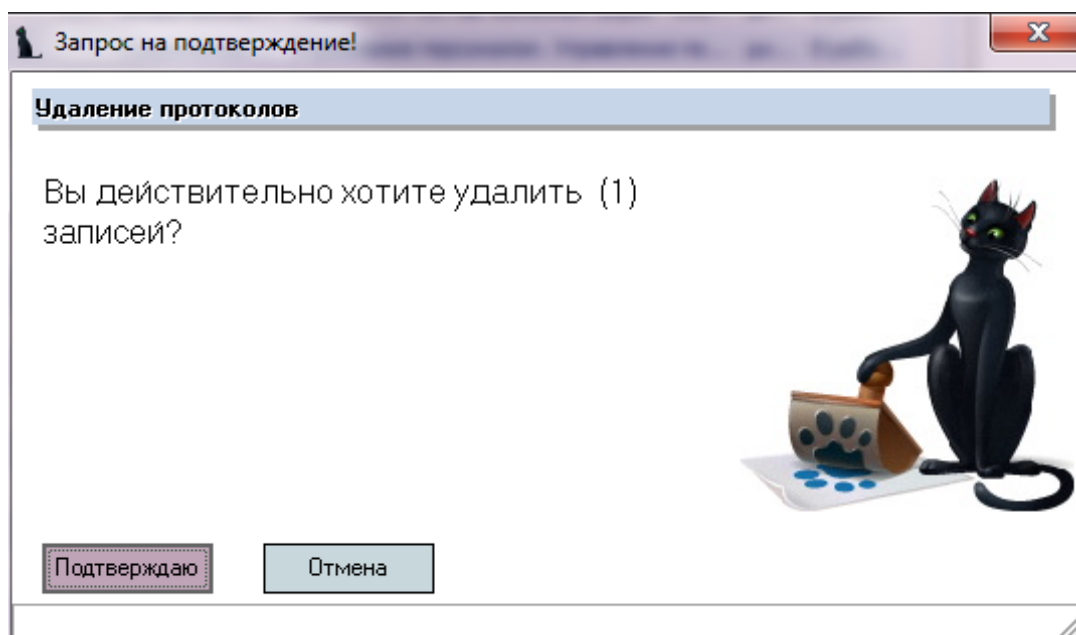 Запрос на подтверждение!
Удаление протоколов
Вы действительно хотите удалить (1)
записей?
Подтверждаю
Отмена